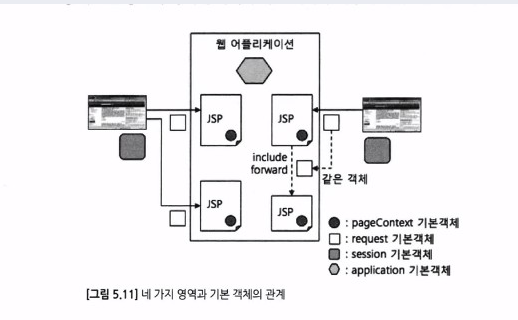 웹 어플리케이션
JSP
JSP
include
forward
같은 객체
JSP
JSP
: pageContext 기본객체
: request 기본객체
: session 기본객체
: application 기본객체
[그림 5.11] 네 가지 영역과 기본 객체의 관계